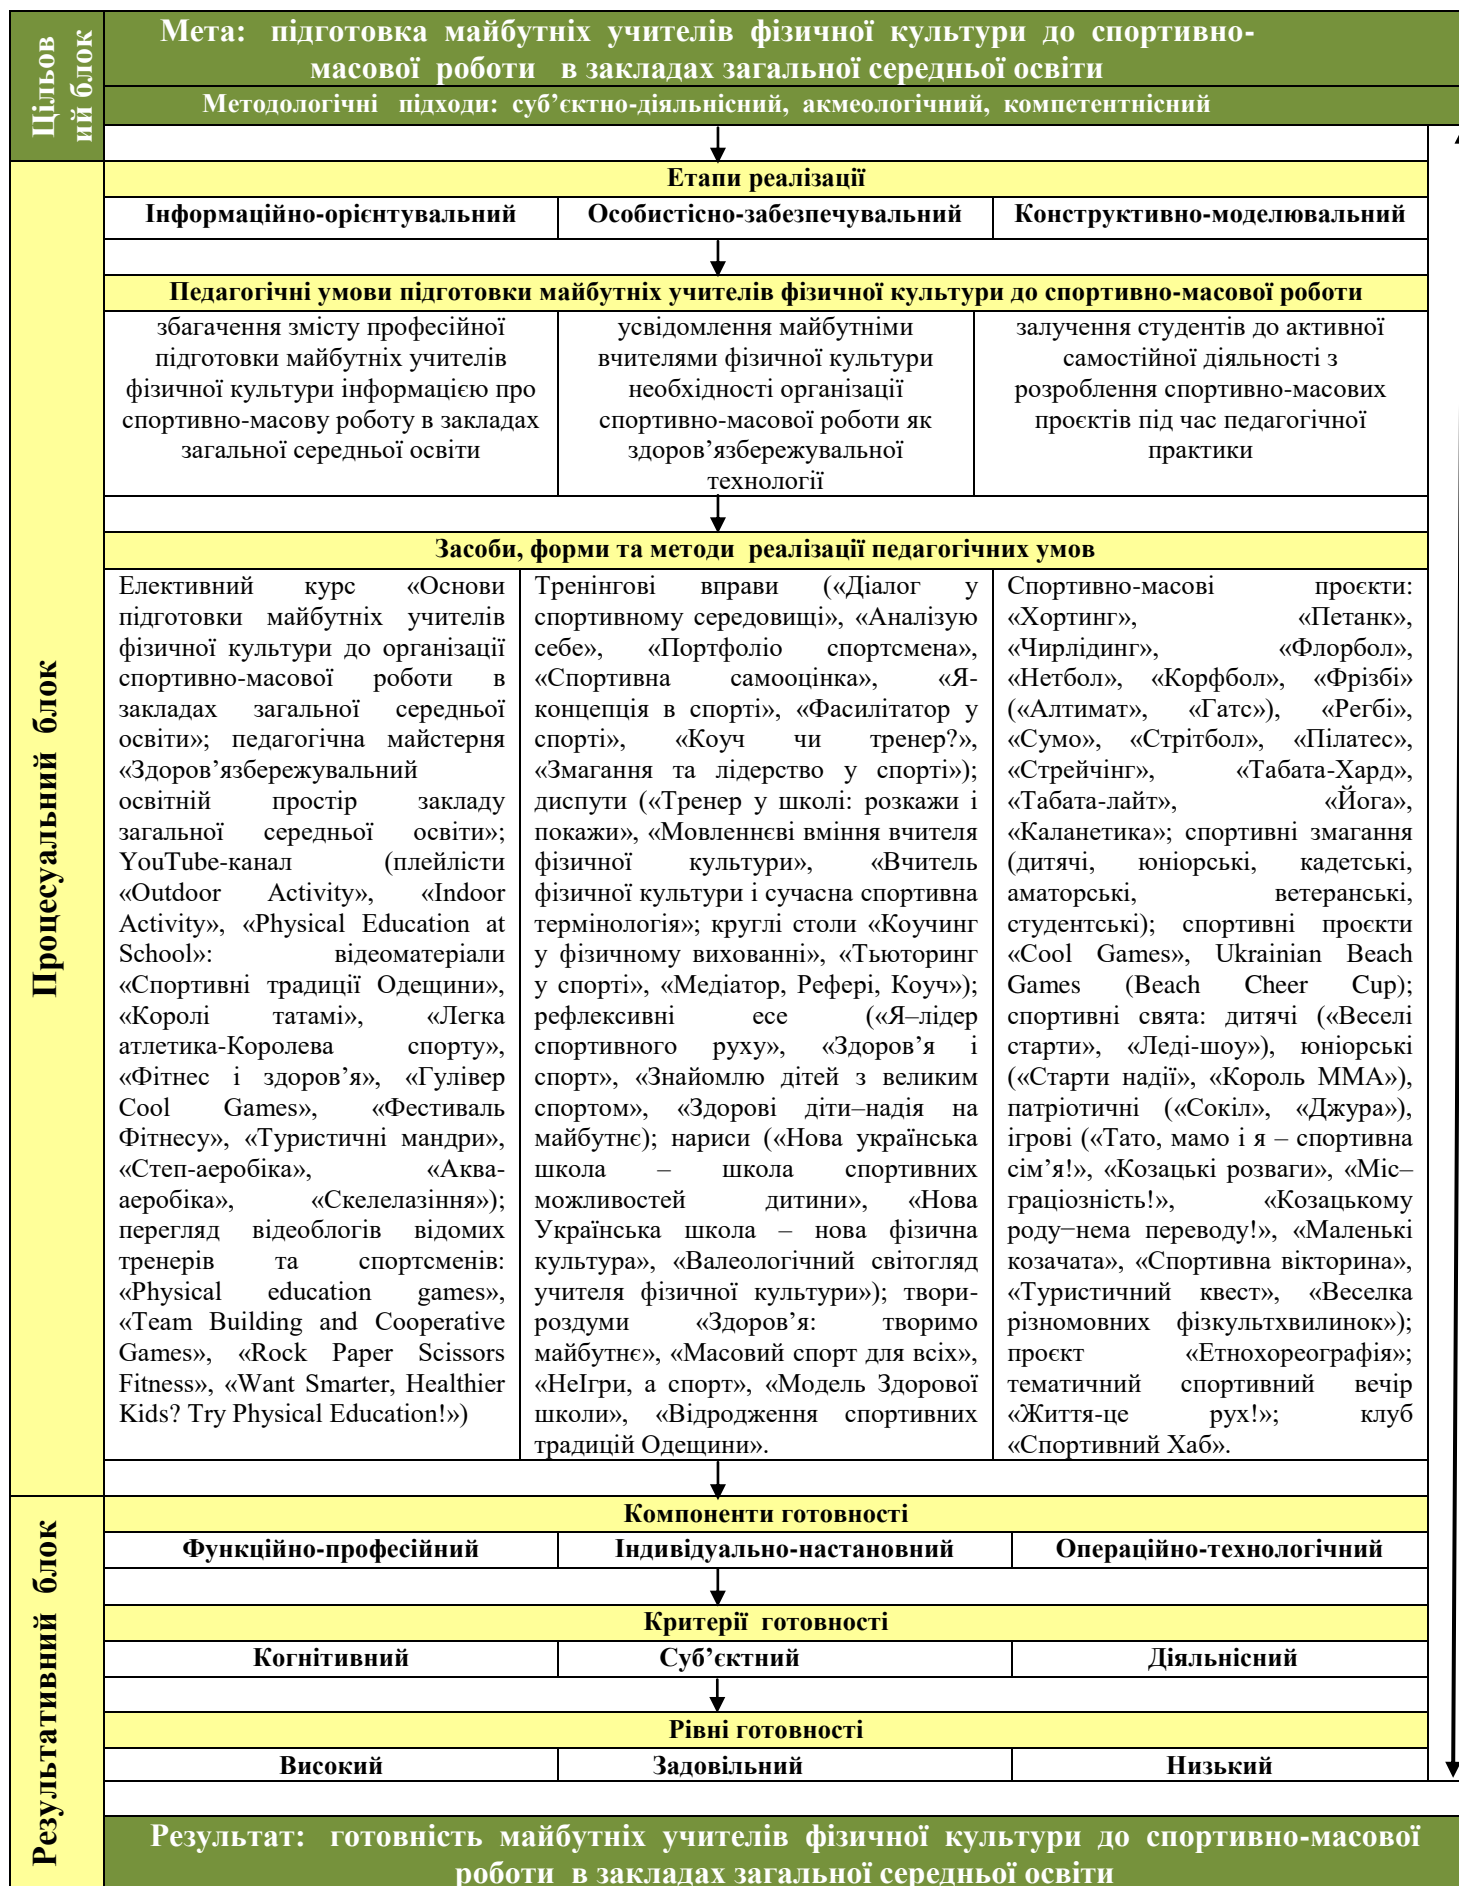 Цільов
ий блок
Мета: підготовка майбутніх учителів фізичної культури до спортивно-
масової роботи в закладах загальної середньої освіти
Методологічні підходи: суб’єктно-діяльнісний, акмеологічний, компетентнісний
Процесуальний блок
Етапи реалізації
Інформаційно-орієнтувальний
Особистісно-забезпечувальний
Конструктивно-моделювальний
Педагогічні умови підготовки майбутніх учителів фізичної культури до спортивно-масової роботи
збагачення змісту професійної
підготовки майбутніх учителів
фізичної культури інформацією про
спортивно-масову роботу в закладах
загальної середньої освіти
усвідомлення майбутніми
вчителями фізичної культури
необхідності організації
спортивно-масової роботи як
здоров’язбережувальної
технології
залучення студентів до активної
самостійної діяльності з
розроблення спортивно-масових
проєктів під час педагогічної
практики
Засоби, форми та методи реалізації педагогічних умов
Елективний курс «Основи
підготовки майбутніх учителів
фізичної культури до організації
спортивно-масової роботи в
закладах загальної середньої
освіти»; педагогічна майстерня
«Здоров’язбережувальний
освітній простір закладу
загальної середньої освіти»;
YouTube-канал (плейлісти
«Outdoor Activity», «Indoor
Activity», «Physical Education at
School»: відеоматеріали
«Спортивні традиції Одещини»,
«Королі татамі», «Легка
атлетика-Королева спорту»,
«Фітнес і здоров’я», «Гулівер
Cool Games», «Фестиваль
Фітнесу», «Туристичні мандри»,
«Степ-аеробіка», «Аква-
аеробіка», «Скелелазіння»);
перегляд відеоблогів відомих
тренерів та спортсменів:
«Physical education games»,
«Team Building and Cooperative
Games», «Rock Paper Scissors
Fitness», «Want Smarter, Healthier
Kids? Try Physical Education!»)
Тренінгові вправи («Діалог у
спортивному середовищі», «Аналізую
себе», «Портфоліо спортсмена»,
«Спортивна самооцінка», «Я-
концепція в спорті», «Фасилітатор у
спорті», «Коуч чи тренер?»,
«Змагання та лідерство у спорті»);
диспути («Тренер у школі: розкажи і
покажи», «Мовленнєві вміння вчителя
фізичної культури», «Вчитель
фізичної культури і сучасна спортивна
термінологія»; круглі столи «Коучинг
у фізичному вихованні», «Тьюторинг
у спорті», «Медіатор, Рефері, Коуч»);
рефлексивні есе («Я–лідер
спортивного руху», «Здоров’я і
спорт», «Знайомлю дітей з великим
спортом», «Здорові діти–надія на
майбутнє); нариси («Нова українська
школа – школа спортивних
можливостей дитини», «Нова
Українська школа – нова фізична
культура», «Валеологічний світогляд
учителя фізичної культури»); твори-
роздуми «Здоров’я: творимо
майбутнє», «Масовий спорт для всіх»,
«НеІгри, а спорт», «Модель Здорової
школи», «Відродження спортивних
традицій Одещини».
Спортивно-масові проєкти:
«Хортинг», «Петанк»,
«Чирлідинг», «Флорбол»,
«Нетбол», «Корфбол», «Фрізбі»
(«Алтимат», «Гатс»), «Регбі»,
«Сумо», «Стрітбол», «Пілатес»,
«Стрейчінг», «Табата-Хард»,
«Табата-лайт», «Йога»,
«Каланетика»; спортивні змагання
(дитячі, юніорські, кадетські,
аматорські, ветеранські,
студентські); спортивні проєкти
«Cool Games», Ukrainian Beach
Games (Beach Cheer Cup);
спортивні свята: дитячі («Веселі
старти», «Леді-шоу»), юніорські
(«Старти надії», «Король ММА»),
патріотичні («Сокіл», «Джура»),
ігрові («Тато, мамо і я – спортивна
сім’я!», «Козацькі розваги», «Міс–
граціозність!», «Козацькому
роду−нема переводу!», «Маленькі
козачата», «Спортивна вікторина»,
«Туристичний квест», «Веселка
різномовних фізкультхвилинок»);
проєкт «Етнохореографія»;
тематичний спортивний вечір
«Життя-це рух!»; клуб
«Спортивний Хаб».
Результативний блок
Компоненти готовності
Функційно-професійний
Індивідуально-настановний
Операційно-технологічний
Критерії готовності
Когнітивний
Суб’єктний
Діяльнісний
Рівні готовності
Високий
Задовільний
Низький
Результат: готовність майбутніх учителів фізичної культури до спортивно-масової
роботи в закладах загальної середньої освіти